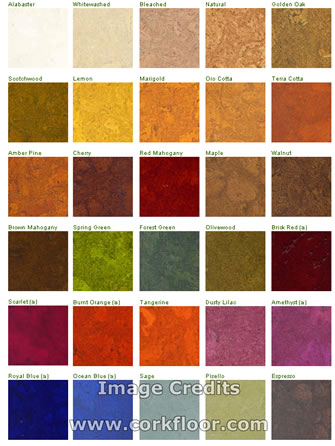 Alabaster Whitewashed Bleached Natural Golden Oak
Scotchwood Lemon Marigold Oro Cotta Terra Cotta
Amber Pine Cherry Red Mahogany Maple Walnut
Brown Mahogany Spring Green Forest Green Olivewood Brick Red (a)
Scarlet (a) Burnt Orange (a) Tangerine Dusty Lilac Amethyst (a)
Royal Blue (a) Ocean Blue (a) Sage Pizello Espresso
Image Credits
© www.corkfloor.com